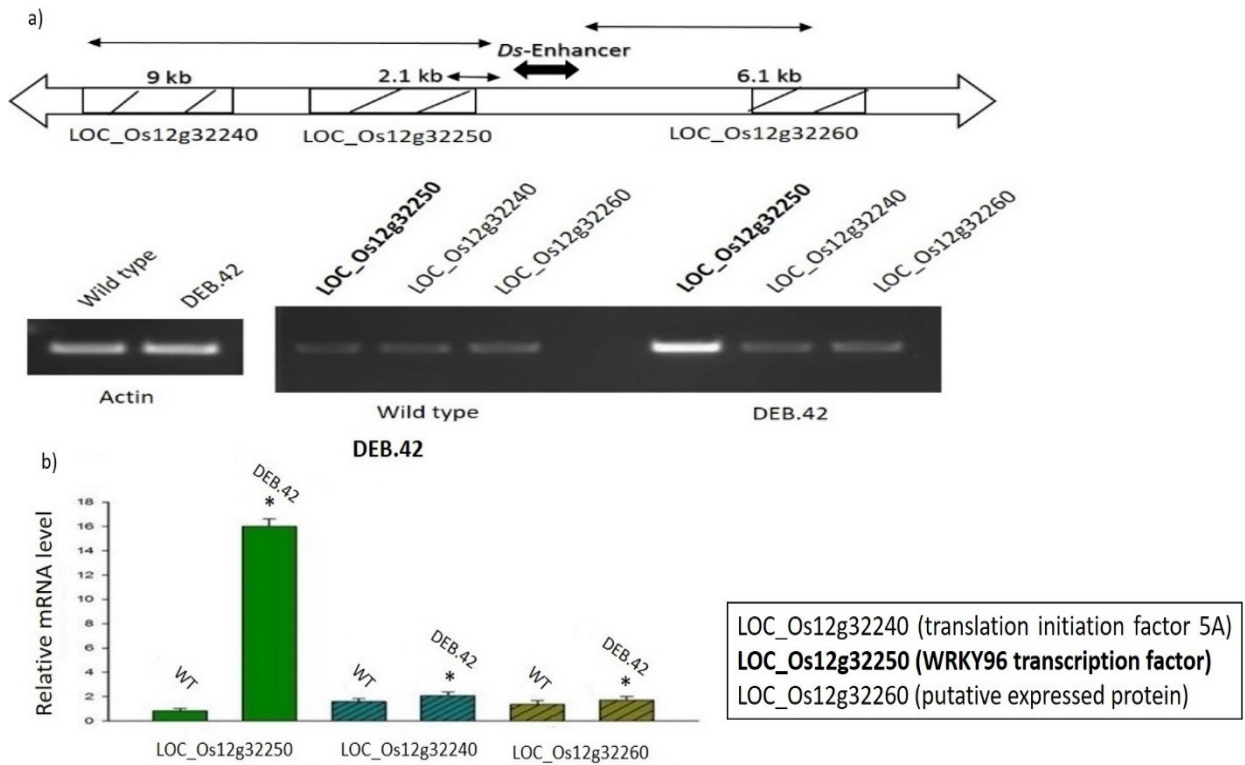 a)
Ds-Enhancer
9 kb 2.1 kb 6.1 kb
LOC_Os12g32240 LOC_Os12g32250 LOC_Os12g32260
Wild type DEB.42
LOC_Os12g32250 LOC_Os12g32240 LOC_Os12g32260 LOC_Os12g32250 LOC_Os12g32240 LOC_Os12g32260
Actin
Wild type DEB.42
DEB.42
b)
Relative mRNA level
18
16
14
12
10
8
6
4
2
0
WT DEB.42 WT DEB.42 WT DEB.42
* * *
LOC_Os12g32250 LOC_Os12g32240 LOC_Os12g32260
LOC_Os12g32240 (translation initiation factor 5A)
LOC_Os12g32250 (WRKY96 transcription factor)
LOC_Os12g32260 (putative expressed protein)